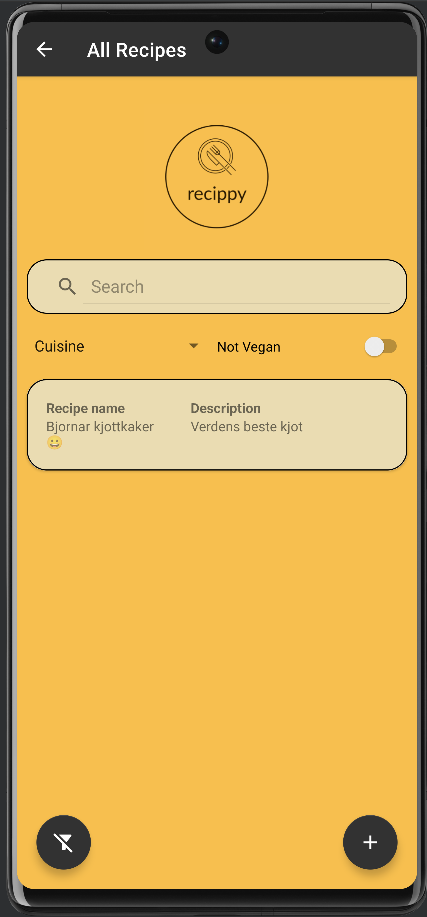 All Recipes
recippy
Search
Cuisine
Not Vegan
Recipe name
Description
Bjornar kjottkaker
Verdens beste kjot
😀